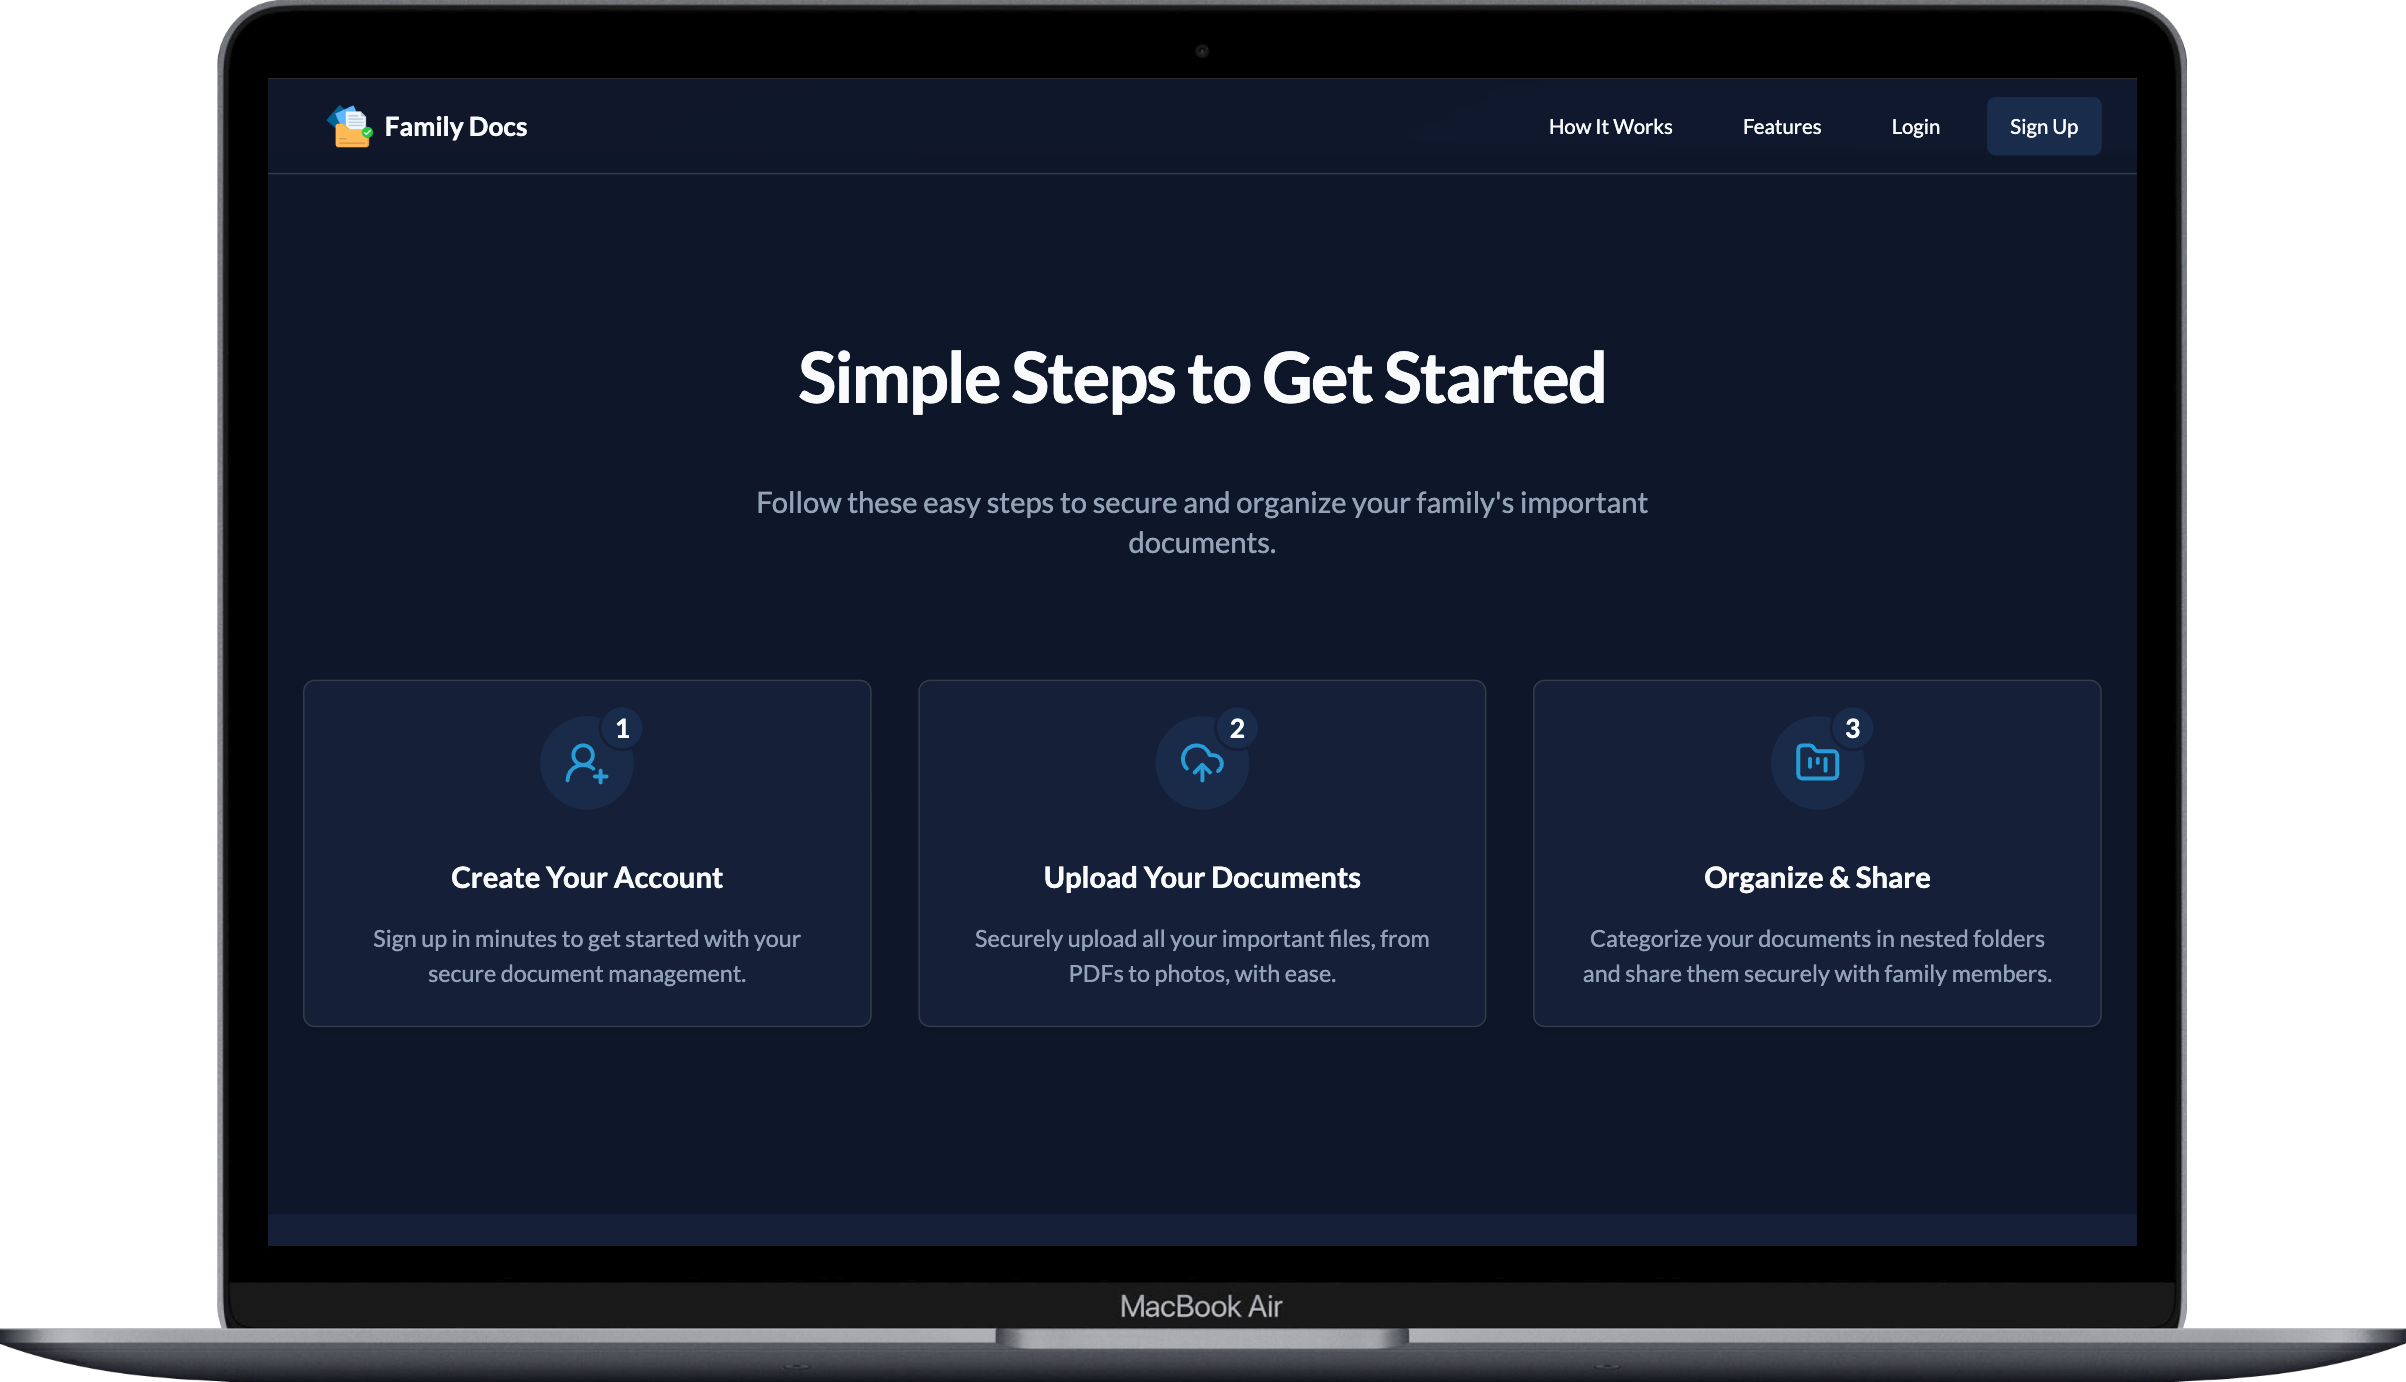 Family Docs
How It Works
Features
Login
Sign Up
Simple Steps to Get Started
Follow these easy steps to secure and organize your family's important
documents.
1
Create Your Account
Sign up in minutes to get started with your
secure document management.
2
Upload Your Documents
Securely upload all your important files, from
PDFs to photos, with ease.
3
Organize & Share
Categorize your documents in nested folders
and share them securely with family members.
MacBook Air